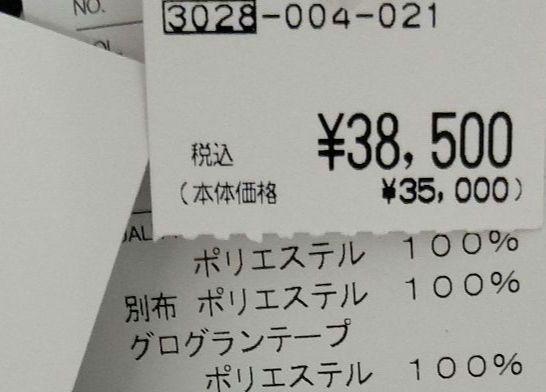 NO.
3028-004-021
税込 ¥38,500
(本体価格 ¥35,000)
ポリエステル 100%
別布 ポリエステル 100%
グログランテープ
ポリエステル 100%